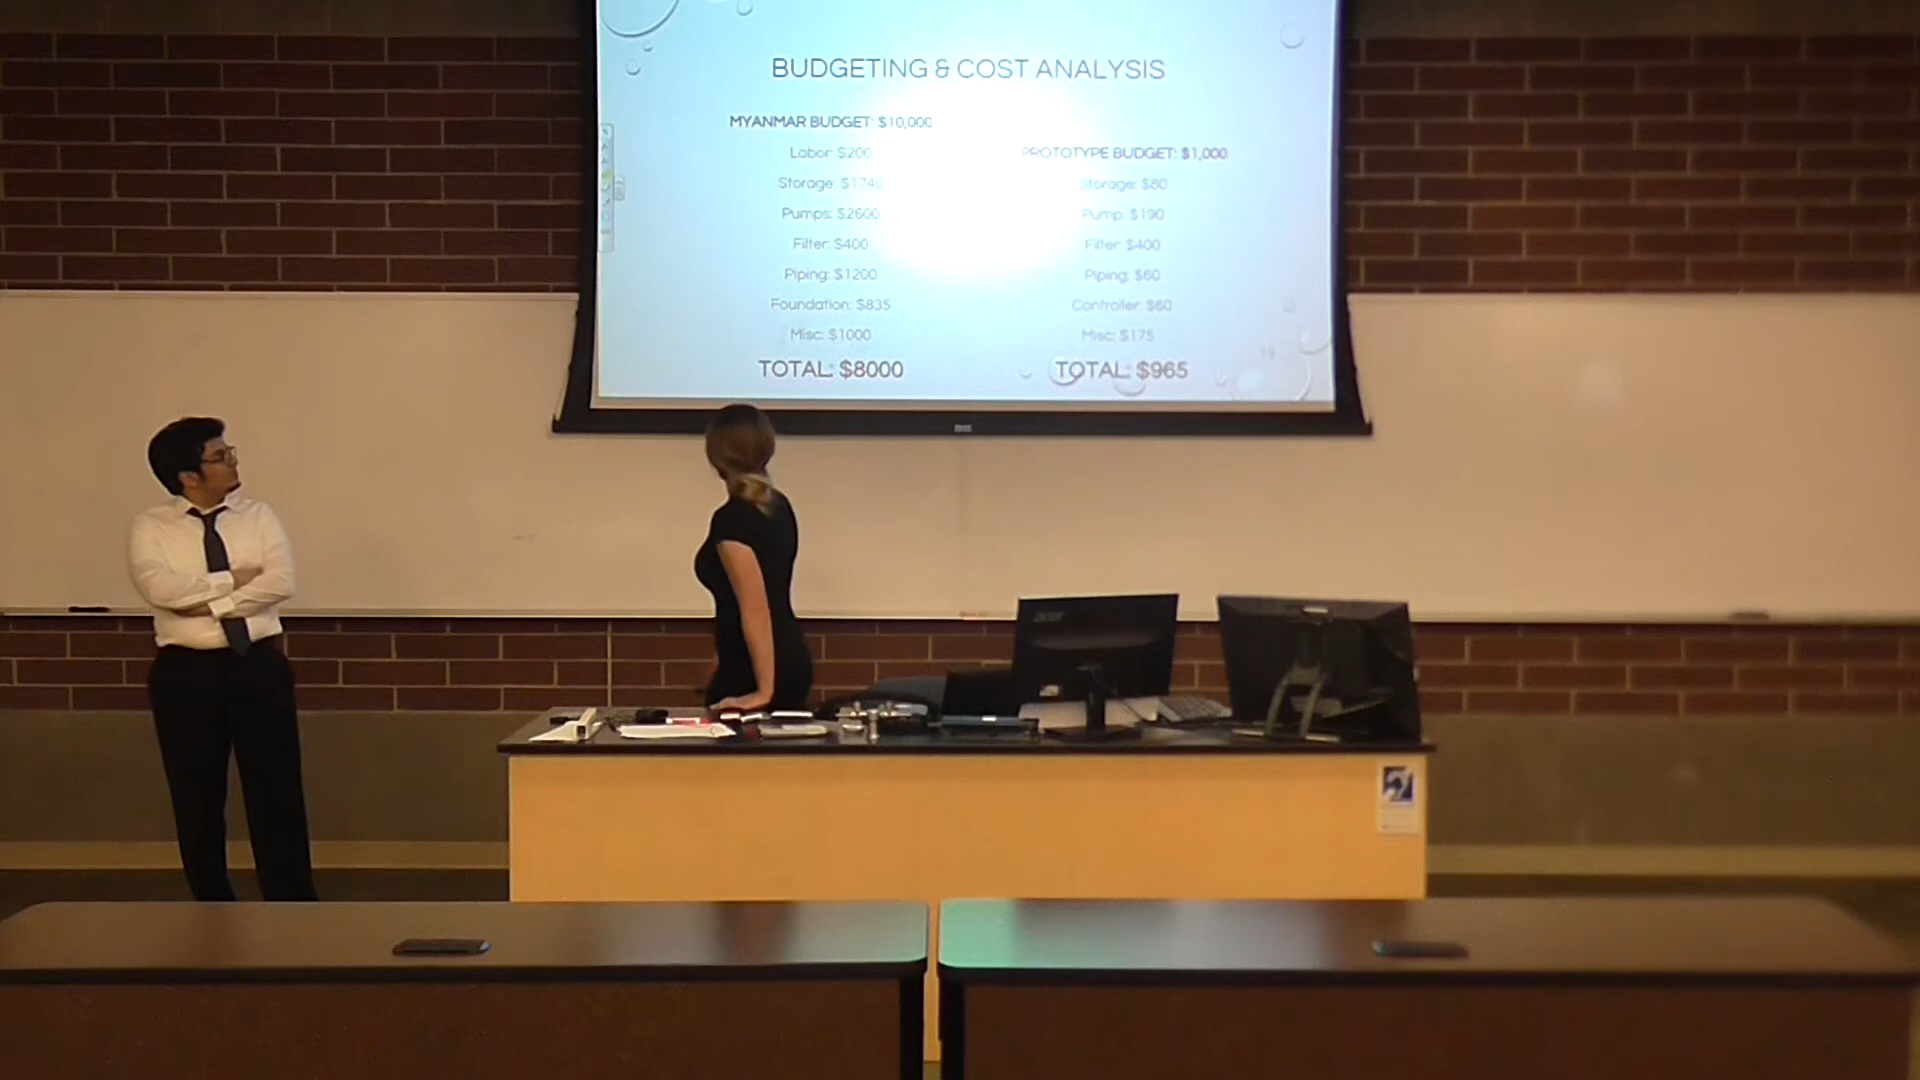 BUDGETING & COST ANALYSIS
MYANMAR BUDGET: $10,000
Labor: $200
Storage: $1740
Pumps: $2600
Filter: $400
Piping: $1200
Foundation: $835
Misc: $1000
TOTAL: $8000
PROTOTYPE BUDGET: $1,000
Storage: $80
Pump: $190
Filter: $400
Piping: $60
Controller: $60
Misc: $175
TOTAL: $965
acer